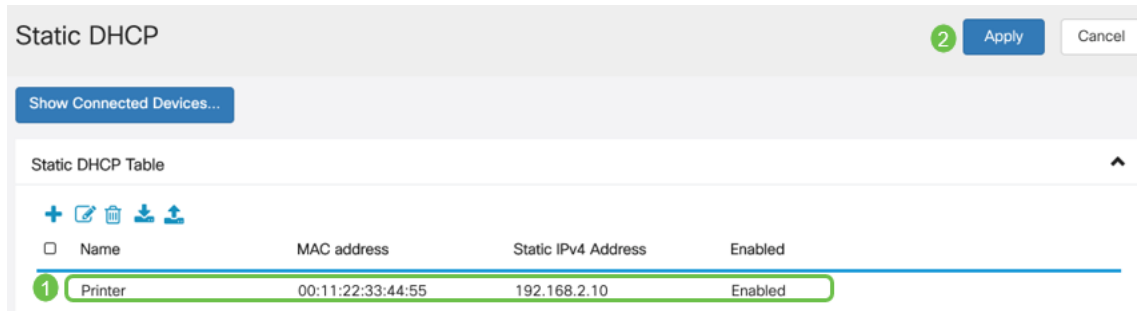 Static DHCP
2 Apply Cancel
Show Connected Devices...
Static DHCP Table
Name MAC address Static IPv4 Address Enabled
1 Printer 00:11:22:33:44:55 192.168.2.10 Enabled